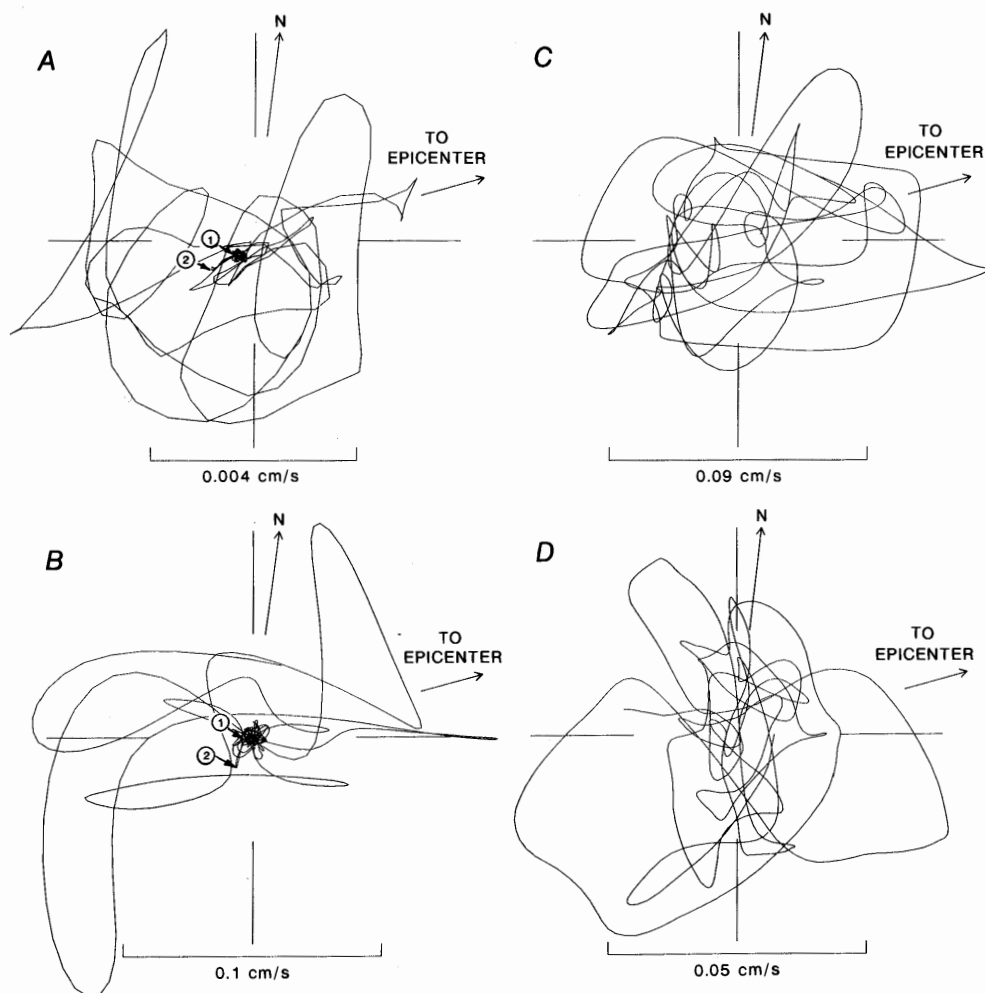 A
N
TO
EPICENTER
1
2
0.004 cm/s
C
N
TO
EPICENTER
0.09 cm/s
B
N
TO
EPICENTER
1
2
0.1 cm/s
D
N
TO
EPICENTER
0.05 cm/s